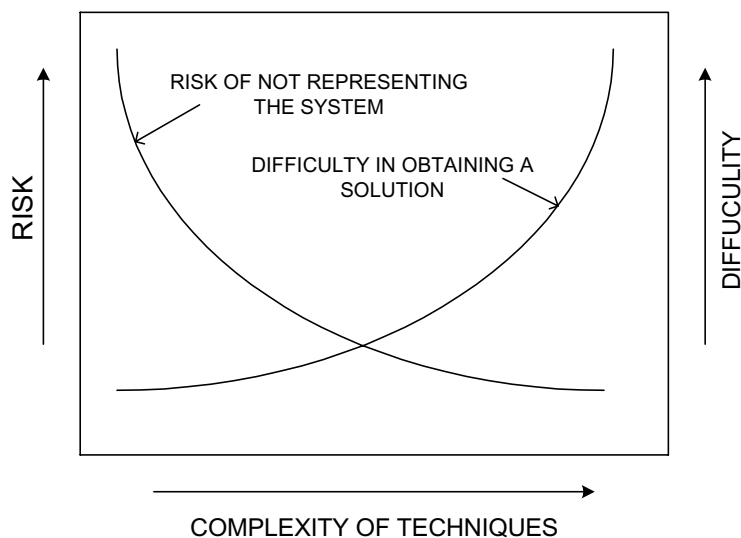 RISK OF NOT REPRESENTING
THE SYSTEM
DIFFICULTY IN OBTAINING A
SOLUTION
RISK
DIFFUCULITY
COMPLEXITY OF TECHNIQUES